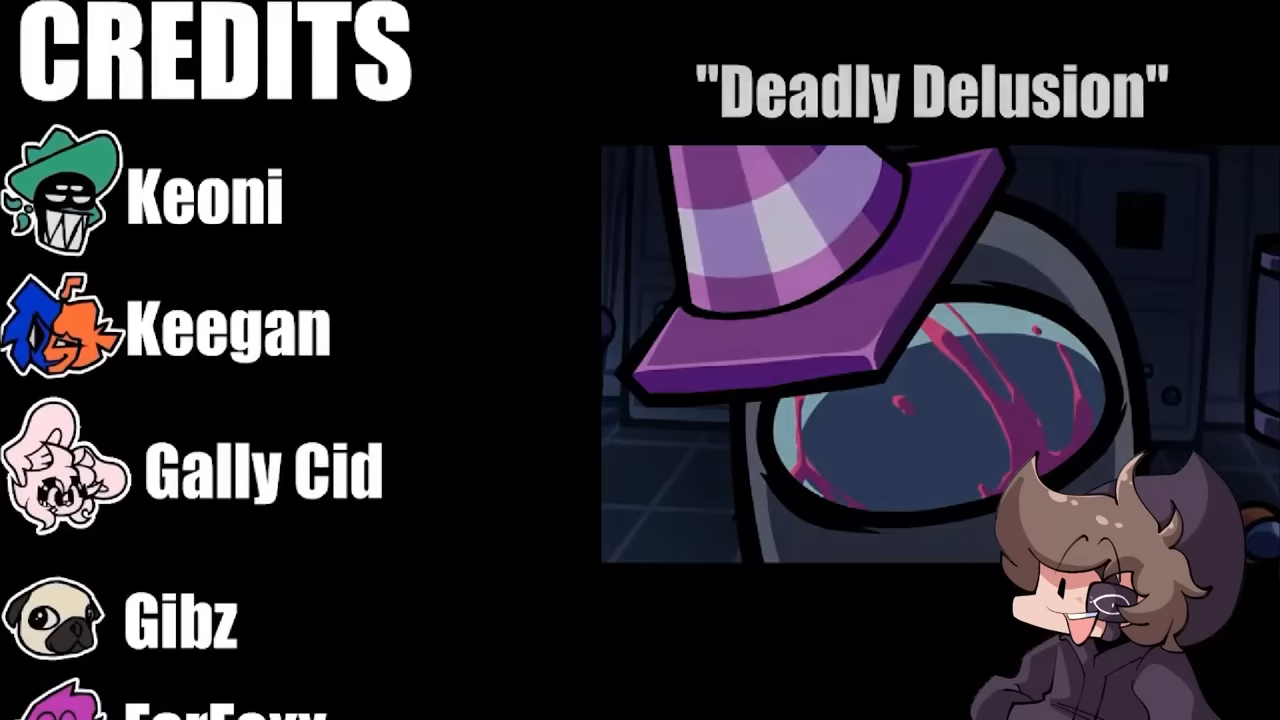 CREDITS
"Deadly Delusion"
Keoni
Keegan
Gally Cid
Gibz